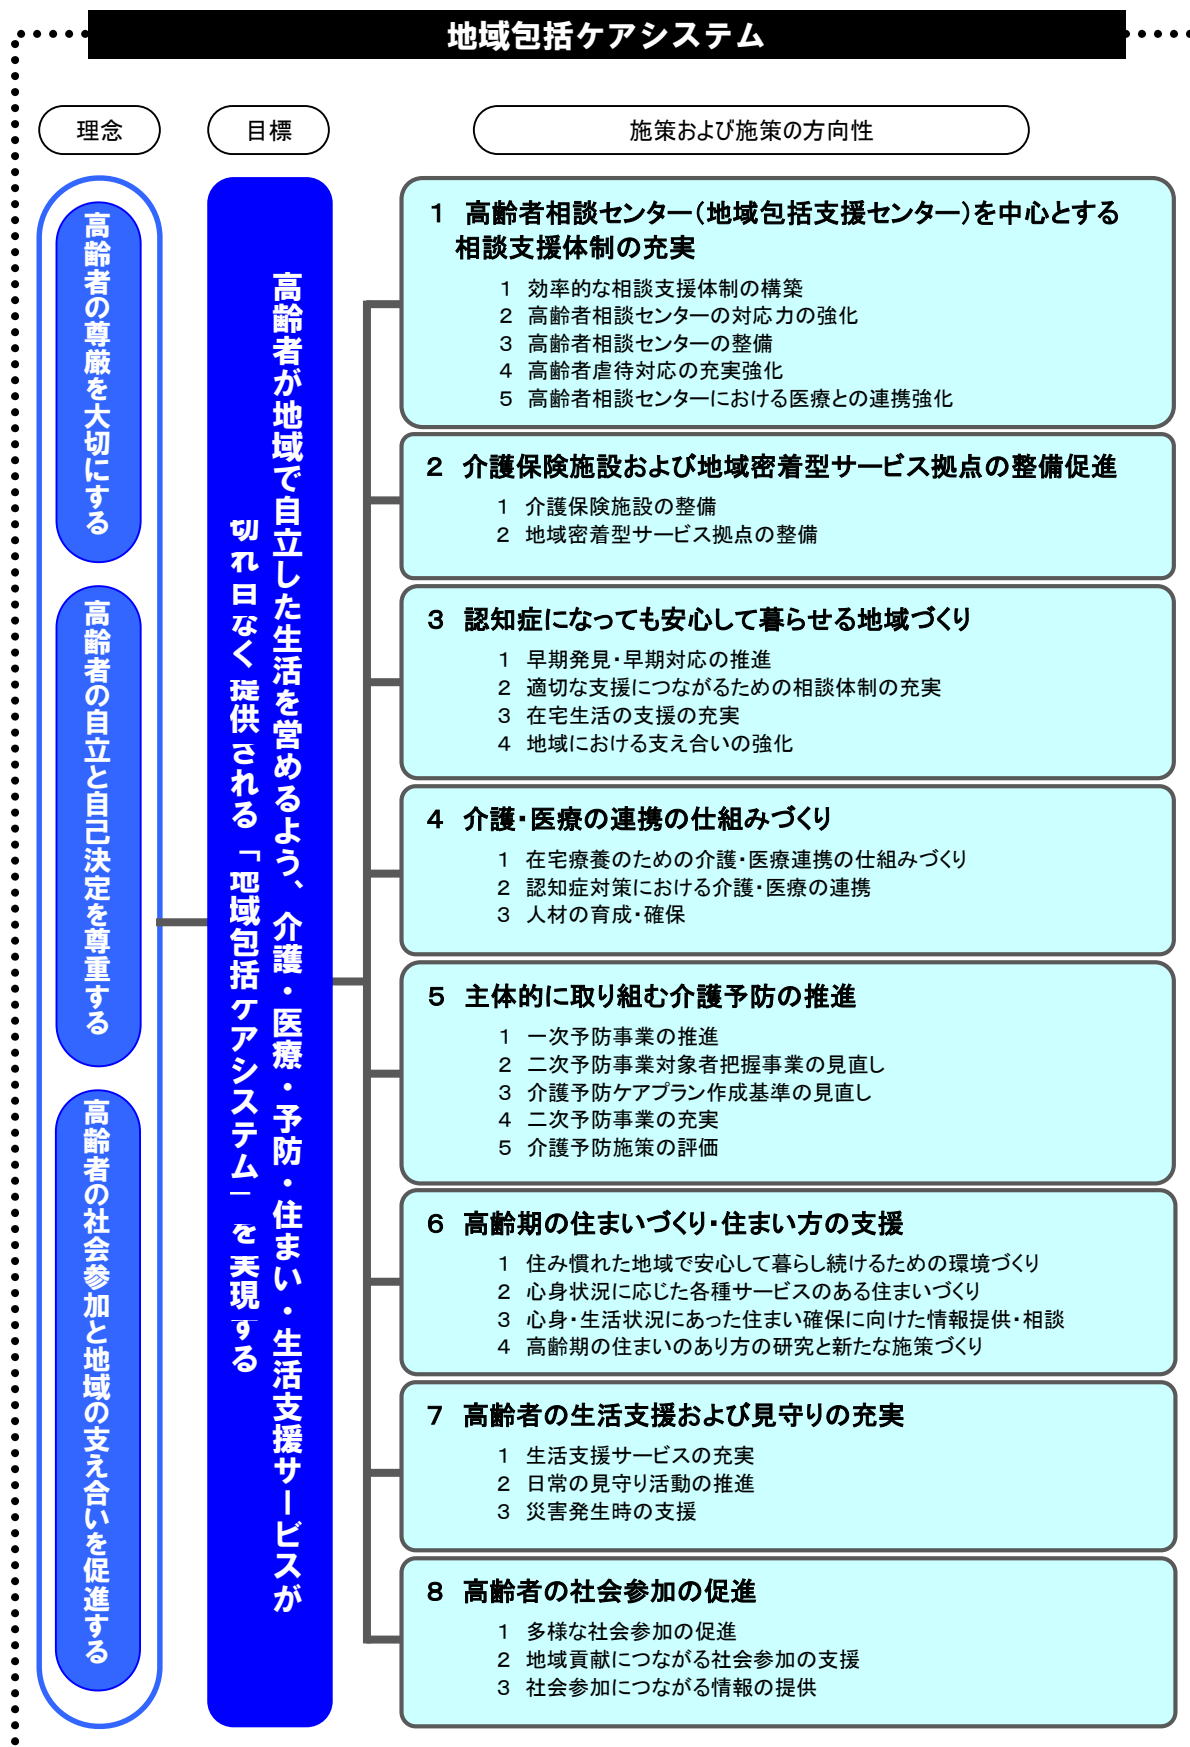 地域包括ケアシステム
理念
目標
施策および施策の方向性
高齢者の尊厳を大切にする
高齢者の自立と自己決定を尊重する
高齢者の社会参加と地域の支え合いを促進する
高齢者が地域で自立した生活を営めるよう、介護・医療・予防・住まい・生活支援サービスが
切れ目なく提供される「地域包括ケアシステム」を実現する
1 高齢者相談センター(地域包括支援センター)を中心とする
相談支援体制の充実
1 効率的な相談支援体制の構築
2 高齢者相談センターの対応力の強化
3 高齢者相談センターの整備
4 高齢者虐待対応の充実強化
5 高齢者相談センターにおける医療との連携強化
2 介護保険施設および地域密着型サービス拠点の整備促進
1 介護保険施設の整備
2 地域密着型サービス拠点の整備
3 認知症になっても安心して暮らせる地域づくり
1 早期発見・早期対応の推進
2 適切な支援につながるための相談体制の充実
3 在宅生活の支援の充実
4 地域における支え合いの強化
4 介護・医療の連携の仕組みづくり
1 在宅療養のための介護・医療連携の仕組みづくり
2 認知症対策における介護・医療の連携
3 人材の育成・確保
5 主体的に取り組む介護予防の推進
1 一次予防事業の推進
2 二次予防事業対象者把握事業の見直し
3 介護予防ケアプラン作成基準の見直し
4 二次予防事業の充実
5 介護予防施策の評価
6 高齢期の住まいづくり・住まい方の支援
1 住み慣れた地域で安心して暮らし続けるための環境づくり
2 心身状況に応じた各種サービスのある住まいづくり
3 心身・生活状況にあった住まい確保に向けた情報提供・相談
4 高齢期の住まいのあり方の研究と新たな施策づくり
7 高齢者の生活支援および見守りの充実
1 生活支援サービスの充実
2 日常の見守り活動の推進
3 災害発生時の支援
8 高齢者の社会参加の促進
1 多様な社会参加の促進
2 地域貢献につながる社会参加の支援
3 社会参加につながる情報の提供